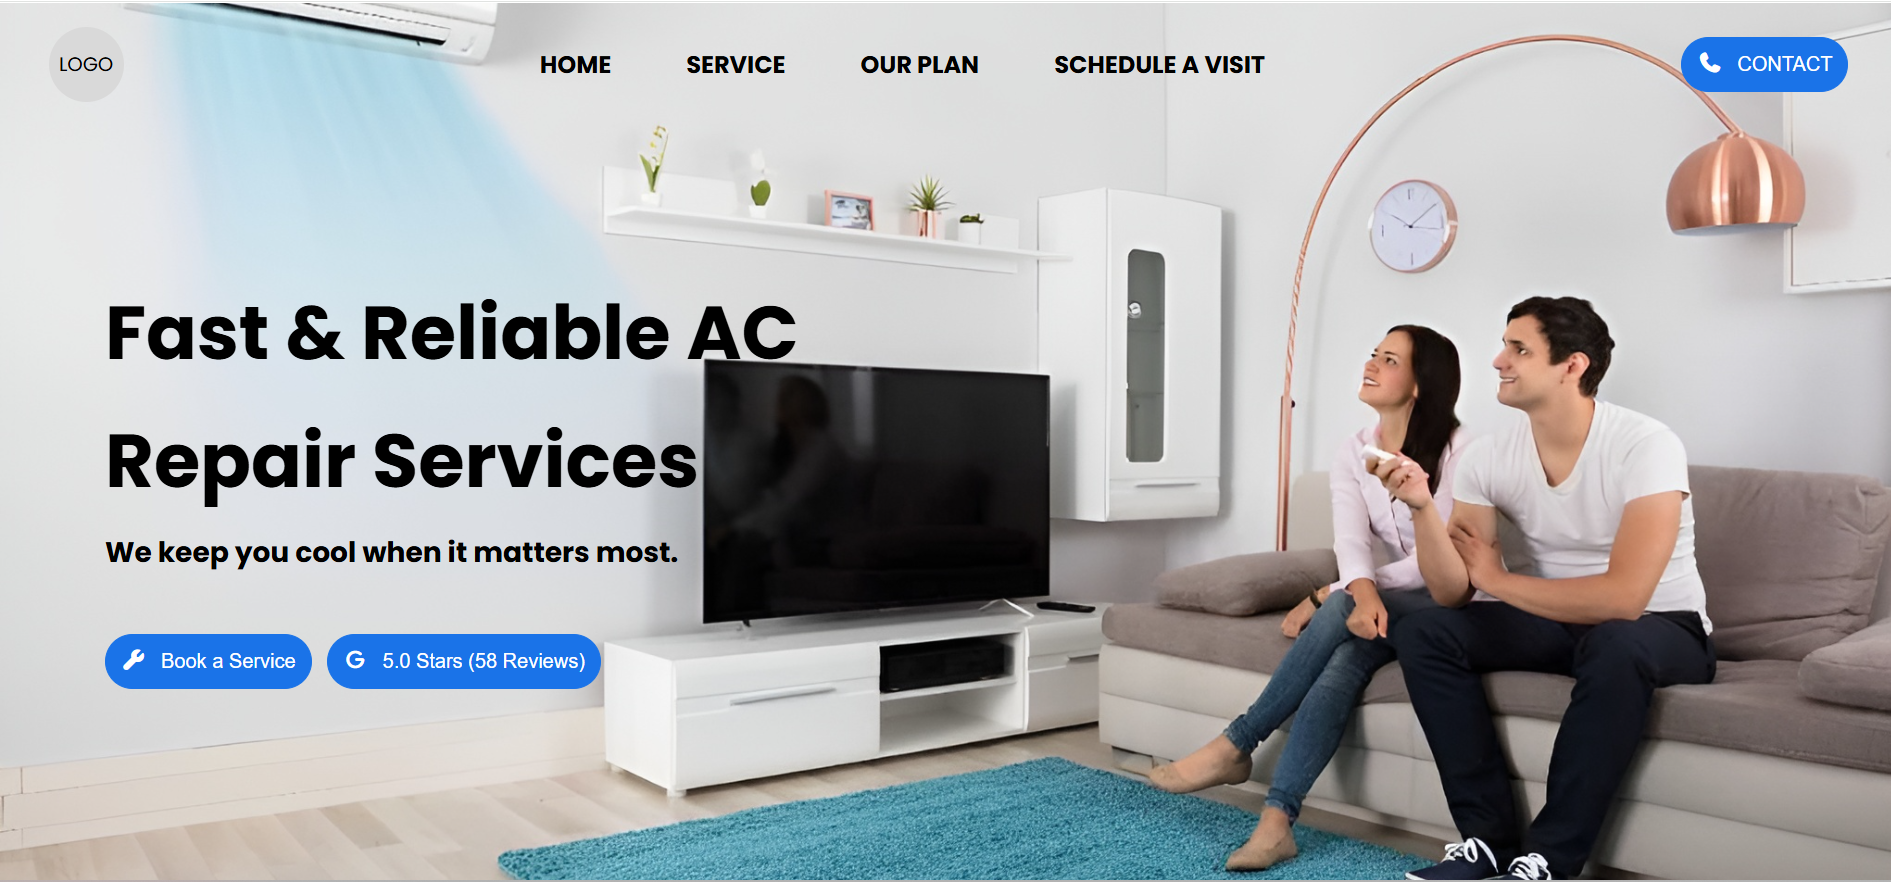 LOGO
HOME
SERVICE
OUR PLAN
SCHEDULE A VISIT
CONTACT
Fast & Reliable AC
Repair Services
We keep you cool when it matters most.
Book a Service
G 5.0 Stars (58 Reviews)